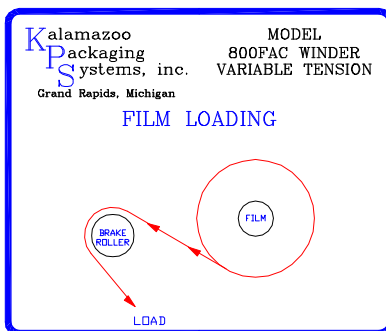 Kalamazoo
Packaging
Systems, inc.
Grand Rapids, Michigan
MODEL
800FAC WINDER
VARIABLE TENSION
FILM LOADING
FILM
BRAKE
ROLLER
LOAD